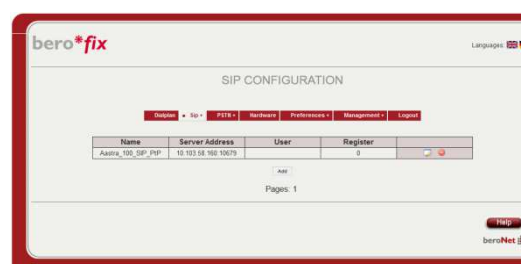 bero*fix
Languages:
SIP CONFIGURATION
Dialplan Sip + PSTN + Hardware Preferences + Management + Logout
Name Server Address User Register
Aastra_100_SIP_PtP 10.103.58.160:10679 0
Add
Pages: 1
Help
beroNet